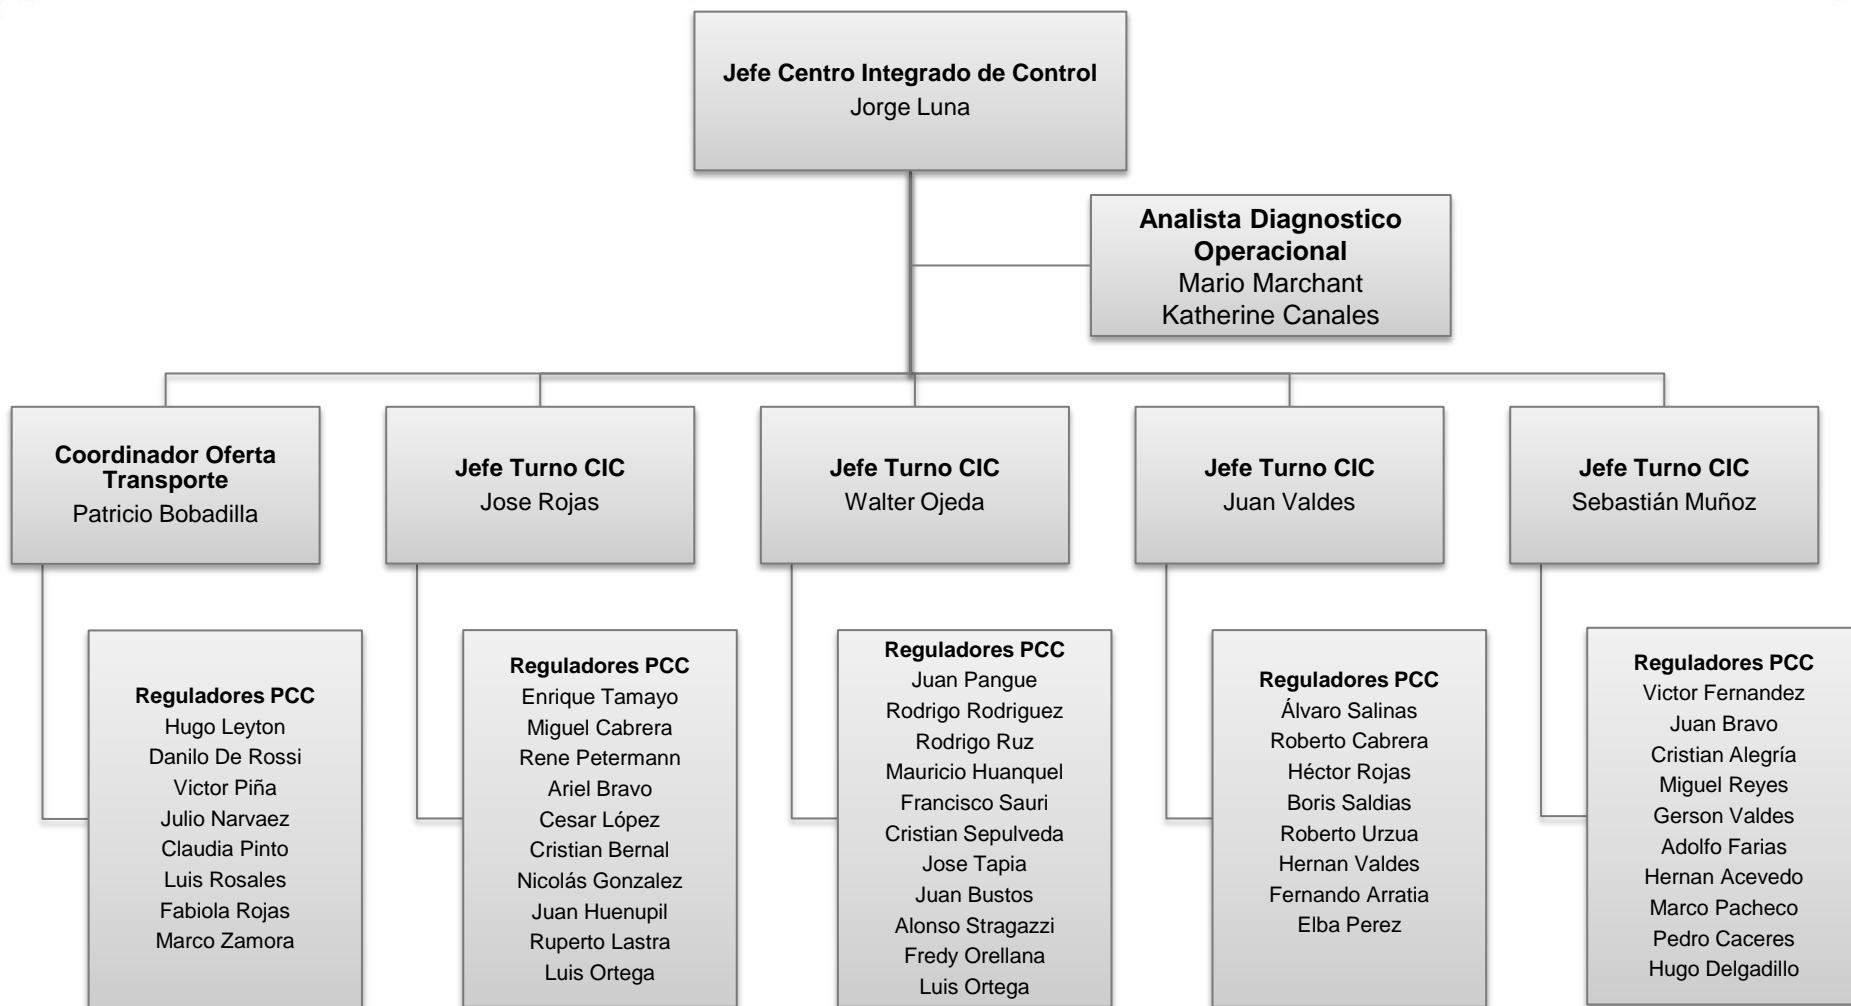 Jefe Centro Integrado de Control
Jorge Luna
Analista Diagnostico
Operacional
Mario Marchant
Katherine Canales
Coordinador Oferta
Transporte
Patricio Bobadilla
Jefe Turno CIC
Jose Rojas
Jefe Turno CIC
Walter Ojeda
Jefe Turno CIC
Juan Valdes
Jefe Turno CIC
Sebastián Muñoz
Reguladores PCC
Hugo Leyton
Danilo De Rossi
Victor Piña
Julio Narvaez
Claudia Pinto
Luis Rosales
Fabiola Rojas
Marco Zamora
Reguladores PCC
Enrique Tamayo
Miguel Cabrera
Rene Petermann
Ariel Bravo
Cesar López
Cristian Bernal
Nicolás Gonzalez
Juan Huenupil
Ruperto Lastra
Luis Ortega
Reguladores PCC
Juan Pangue
Rodrigo Rodriguez
Rodrigo Ruz
Mauricio Huanquel
Francisco Sauri
Cristian Sepulveda
Jose Tapia
Juan Bustos
Alonso Stragazzi
Fredy Orellana
Luis Ortega
Reguladores PCC
Álvaro Salinas
Roberto Cabrera
Héctor Rojas
Boris Saldias
Roberto Urzua
Hernan Valdes
Fernando Arratia
Elba Perez
Reguladores PCC
Victor Fernandez
Juan Bravo
Cristian Alegría
Miguel Reyes
Gerson Valdes
Adolfo Farias
Hernan Acevedo
Marco Pacheco
Pedro Caceres
Hugo Delgadillo